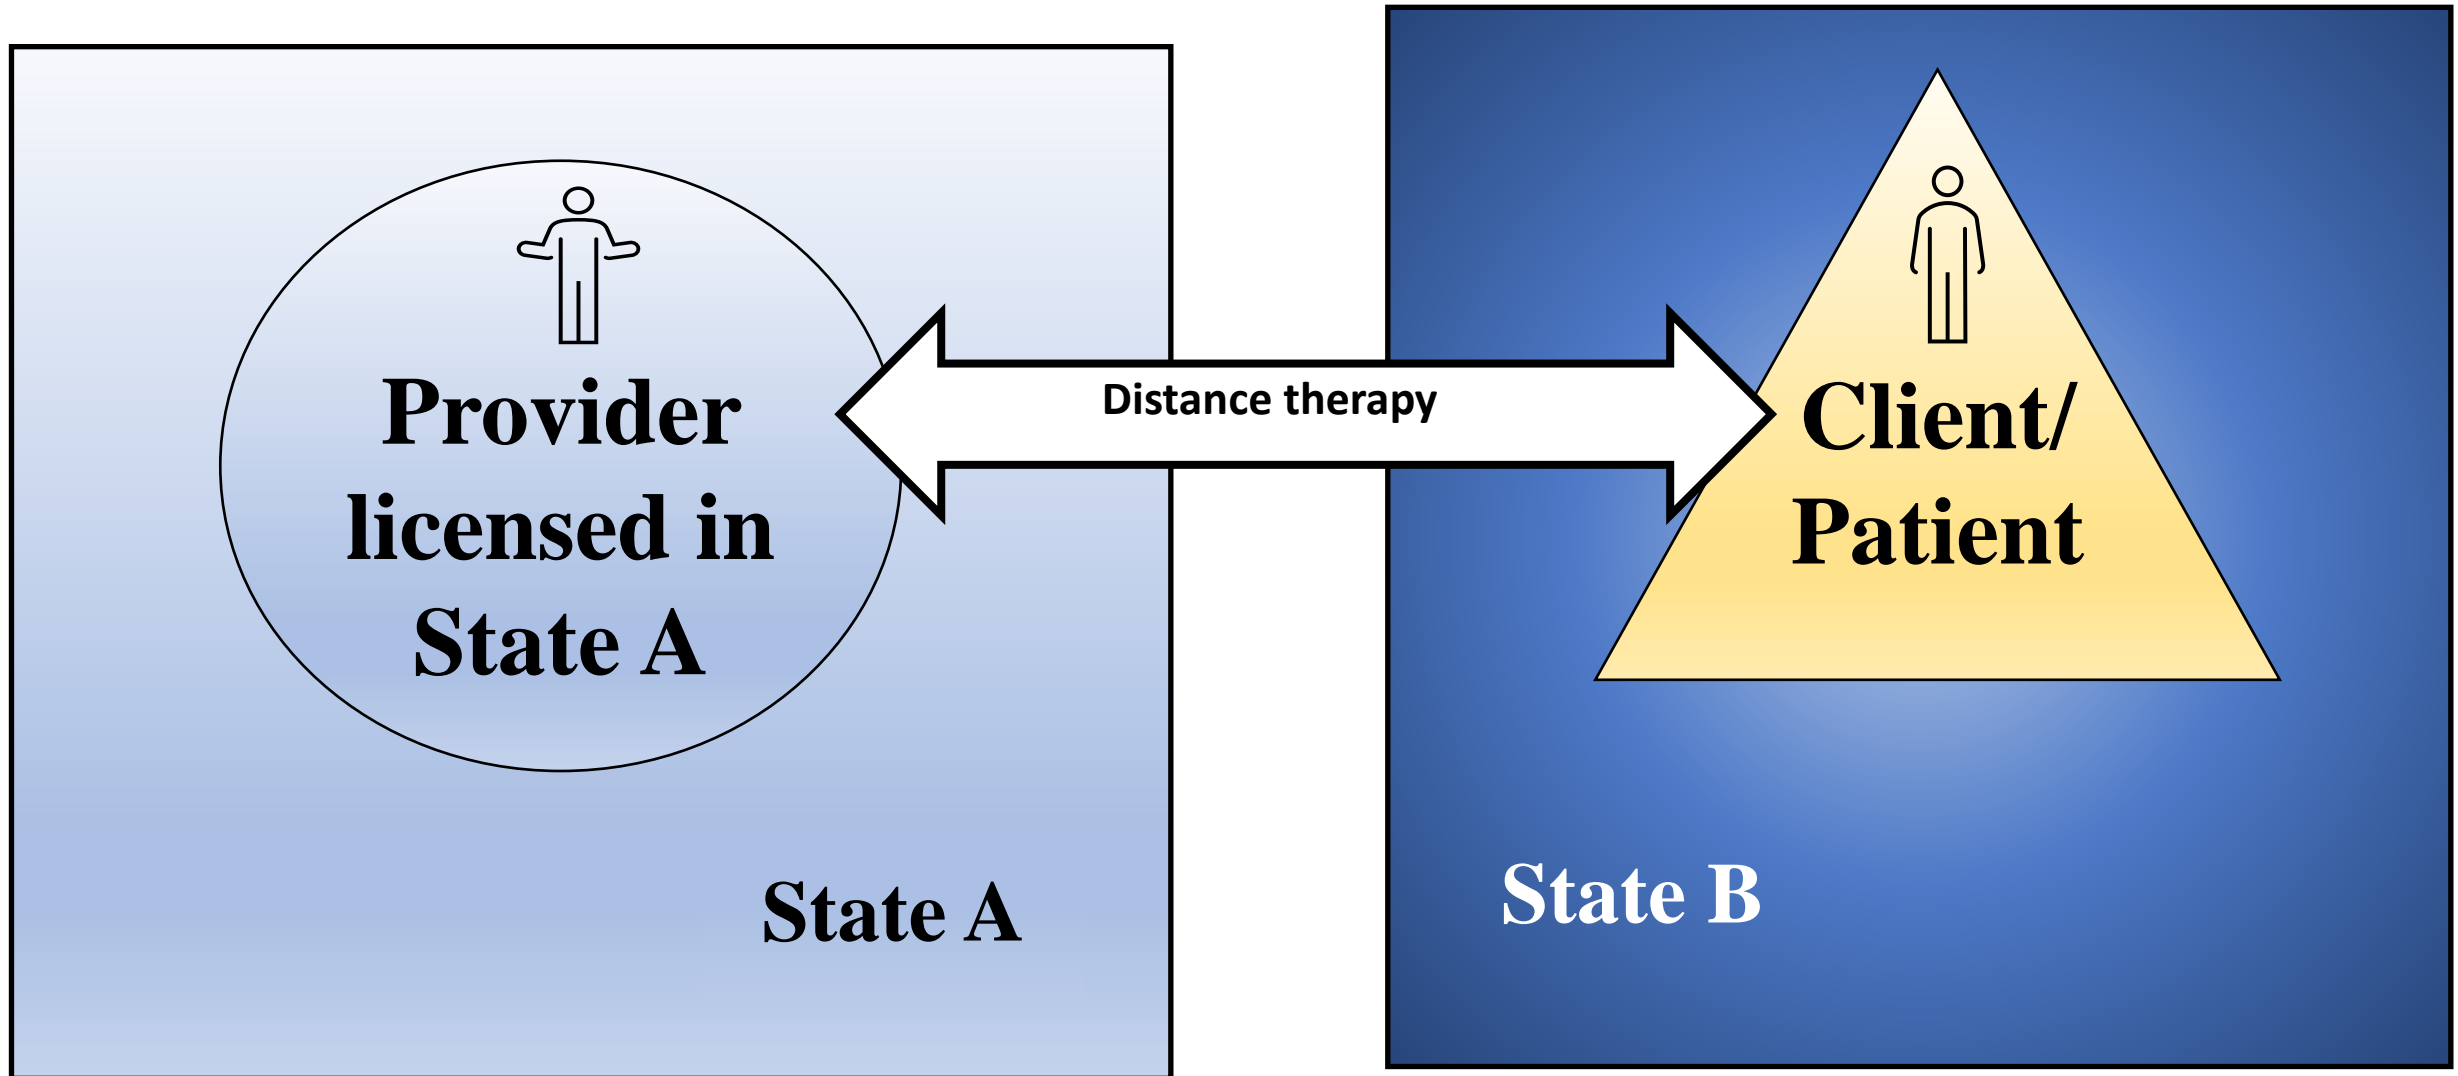 Provider
licensed in
State A
Distance therapy
Client/
Patient
State A
State B